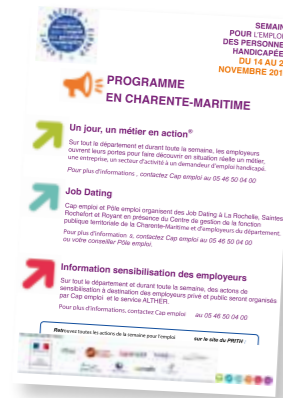 SEMAIN
POUR L'EMPLOI
DES PERSONNE
HANDICAPÉE
DU 14 AU 2
NOVEMBRE 201
PROGRAMME
EN CHARENTE-MARITIME
Un jour, un métier en action®
Sur tout le département et durant toute la semaine, les employeurs
ouvrent leurs portes pour faire découvrir en situation réelle un métier,
une entreprise, un secteur d'activité à un demandeur d'emploi handicapé.
Pour plus d'informations , contactez Cap emploi au 05 46 50 04 00
Job Dating
Cap emploi et Pôle emploi organisent des Job Dating à La Rochelle, Saintes
Rochefort et Royan en présence du Centre de gestion de la fonction
publique territoriale de la Charente-Maritime et d'employeurs du département.
Pour plus d'information s, contactez Cap emploi au 05 46 50 04 00
ou votre conseiller Pôle emploi.
Information sensibilisation des employeurs
Sur tout le département et durant toute la semaine, des actions de
sensibilisation à destination des employeurs privé et public seront organisés
par Cap emploi et le service ALTHER.
Pour plus d'informations, contactez Cap emploi au 05 46 50 04 00
Retrouvez toutes les actions de la semaine pour l'emploi sur le site du PRITH :